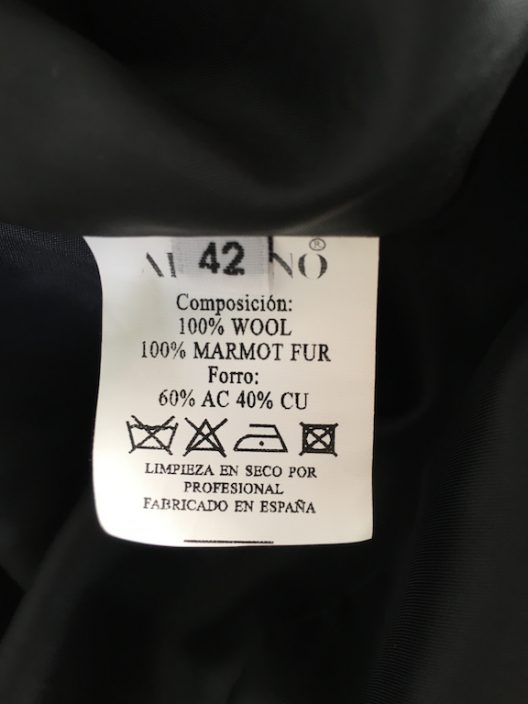 42
®
Composición:
100% WOOL
100% MARMOT FUR
Forro:
60% AC 40% CU
LIMPIEZA EN SECO POR
PROFESIONAL
FABRICADO EN ESPAÑA